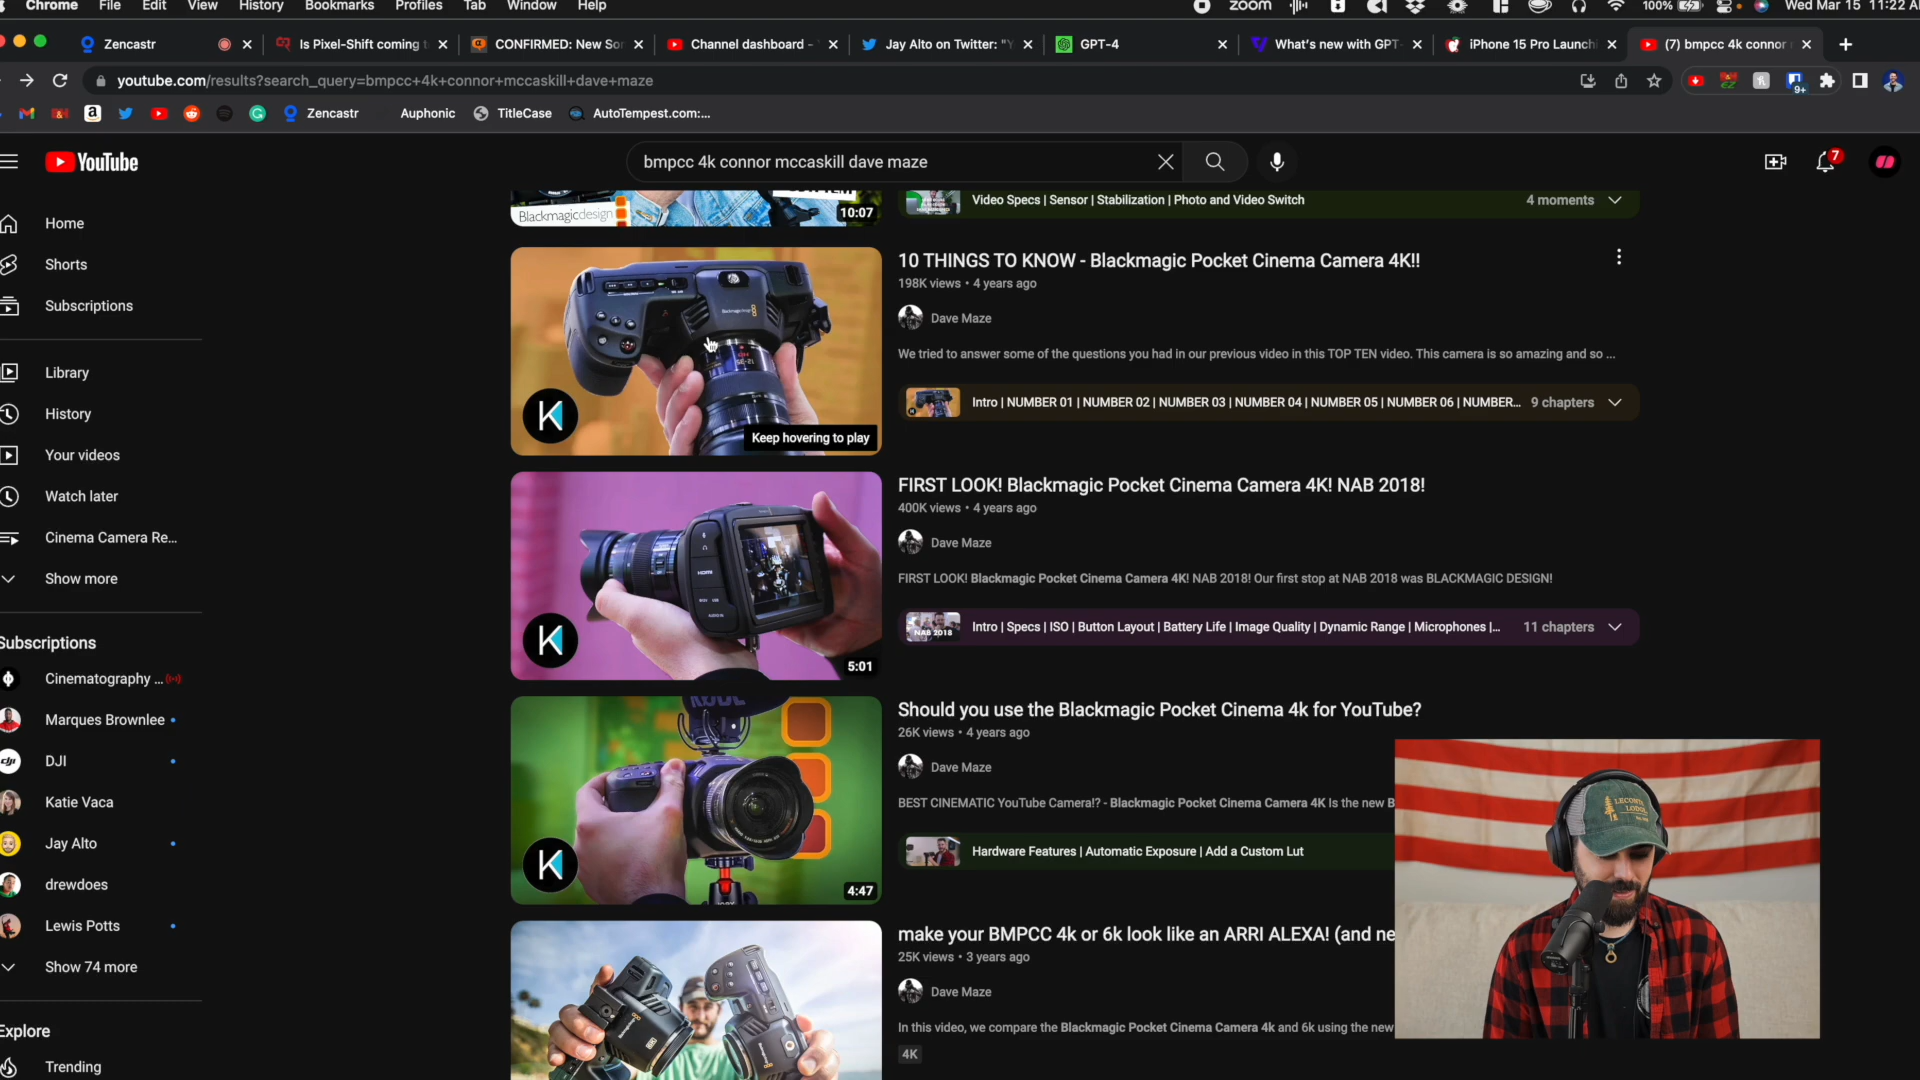 Chrome File Edit View History Bookmarks Profiles Tab Window Help zoom 100% Wed Mar 15 11:22
Zencastr Is Pixel-Shift coming t CONFIRMED: New So Channel dashboard - Jay Alto on Twitter: "Y GPT-4 What's new with GPT- iPhone 15 Pro Launch (7) bmpcc 4k connor
youtube.com/results?search_query=bmpcc+4k+connor+mccaskill+dave+maze
9+
Zencastr Auphonic TitleCase AutoTempest.com:...
YouTube
bmpcc 4k connor mccaskill dave maze
7
Home
Shorts
Subscriptions
Library
History
Your videos
Watch later
Cinema Camera Re...
Show more
Subscriptions
Cinematography ...
Marques Brownlee
DJI
Katie Vaca
Jay Alto
drewdoes
Lewis Potts
Show 74 more
Explore
Trending
Blackmagicdesign
10:07
Video Specs | Sensor | Stabilization | Photo and Video Switch
4 moments
10 THINGS TO KNOW - Blackmagic Pocket Cinema Camera 4K!!
198K views • 4 years ago
Dave Maze
We tried to answer some of the questions you had in our previous video in this TOP TEN video. This camera is so amazing and so ...
Intro | NUMBER 01 | NUMBER 02 | NUMBER 03 | NUMBER 04 | NUMBER 05 | NUMBER 06 | NUMBER...
9 chapters
K
Keep hovering to play
FIRST LOOK! Blackmagic Pocket Cinema Camera 4K! NAB 2018!
400K views • 4 years ago
Dave Maze
FIRST LOOK! Blackmagic Pocket Cinema Camera 4K! NAB 2018! Our first stop at NAB 2018 was BLACKMAGIC DESIGN!
NAB 2018
Intro | Specs | ISO | Button Layout | Battery Life | Image Quality | Dynamic Range | Microphones |...
11 chapters
HDMI
K
5:01
Should you use the Blackmagic Pocket Cinema 4k for YouTube?
26K views • 4 years ago
Dave Maze
BEST CINEMATIC YouTube Camera!? - Blackmagic Pocket Cinema Camera 4K Is the new B
Hardware Features | Automatic Exposure | Add a Custom Lut
RODE
K
4:47
make your BMPCC 4k or 6k look like an ARRI ALEXA! (and ne
25K views • 3 years ago
Dave Maze
In this video, we compare the Blackmagic Pocket Cinema Camera 4k and 6k using the new
4K
LECONTE
LODGE